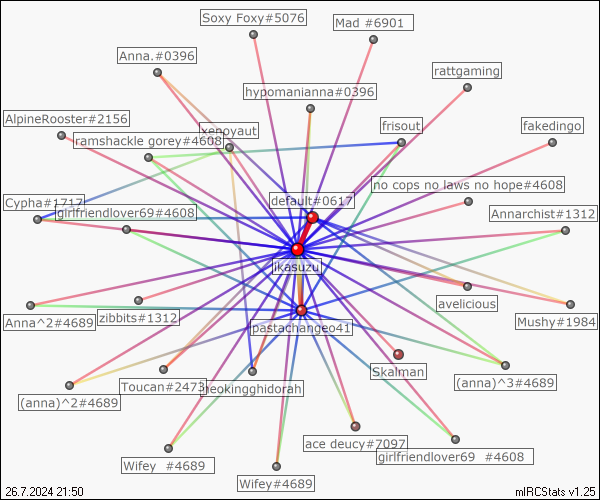 Soxy Foxy#5076
Mad #6901
Anna.#0396
rattgaming
hypomanianna#0396
AlpineRooster#2156
xenoyaut
frisout
fakedingo
ramshackle gorey#4608
no cops no laws no hope#4608
default#0617
Cypha#1717
girlfriendlover69#4608
Annarchist#1312
jikasuzu
avelicious
Anna^2#4689
zibbits#1312
Mushy#1984
pastachangeo41
Skalman
(anna)^2#4689
Toucan#2473
neokingghidorah
(anna)^3#4689
ace deucy#7097
girlfriendlover69 #4608
Wifey #4689
Wifey#4689
26.7.2024 21:50
mIRCStats v1.25